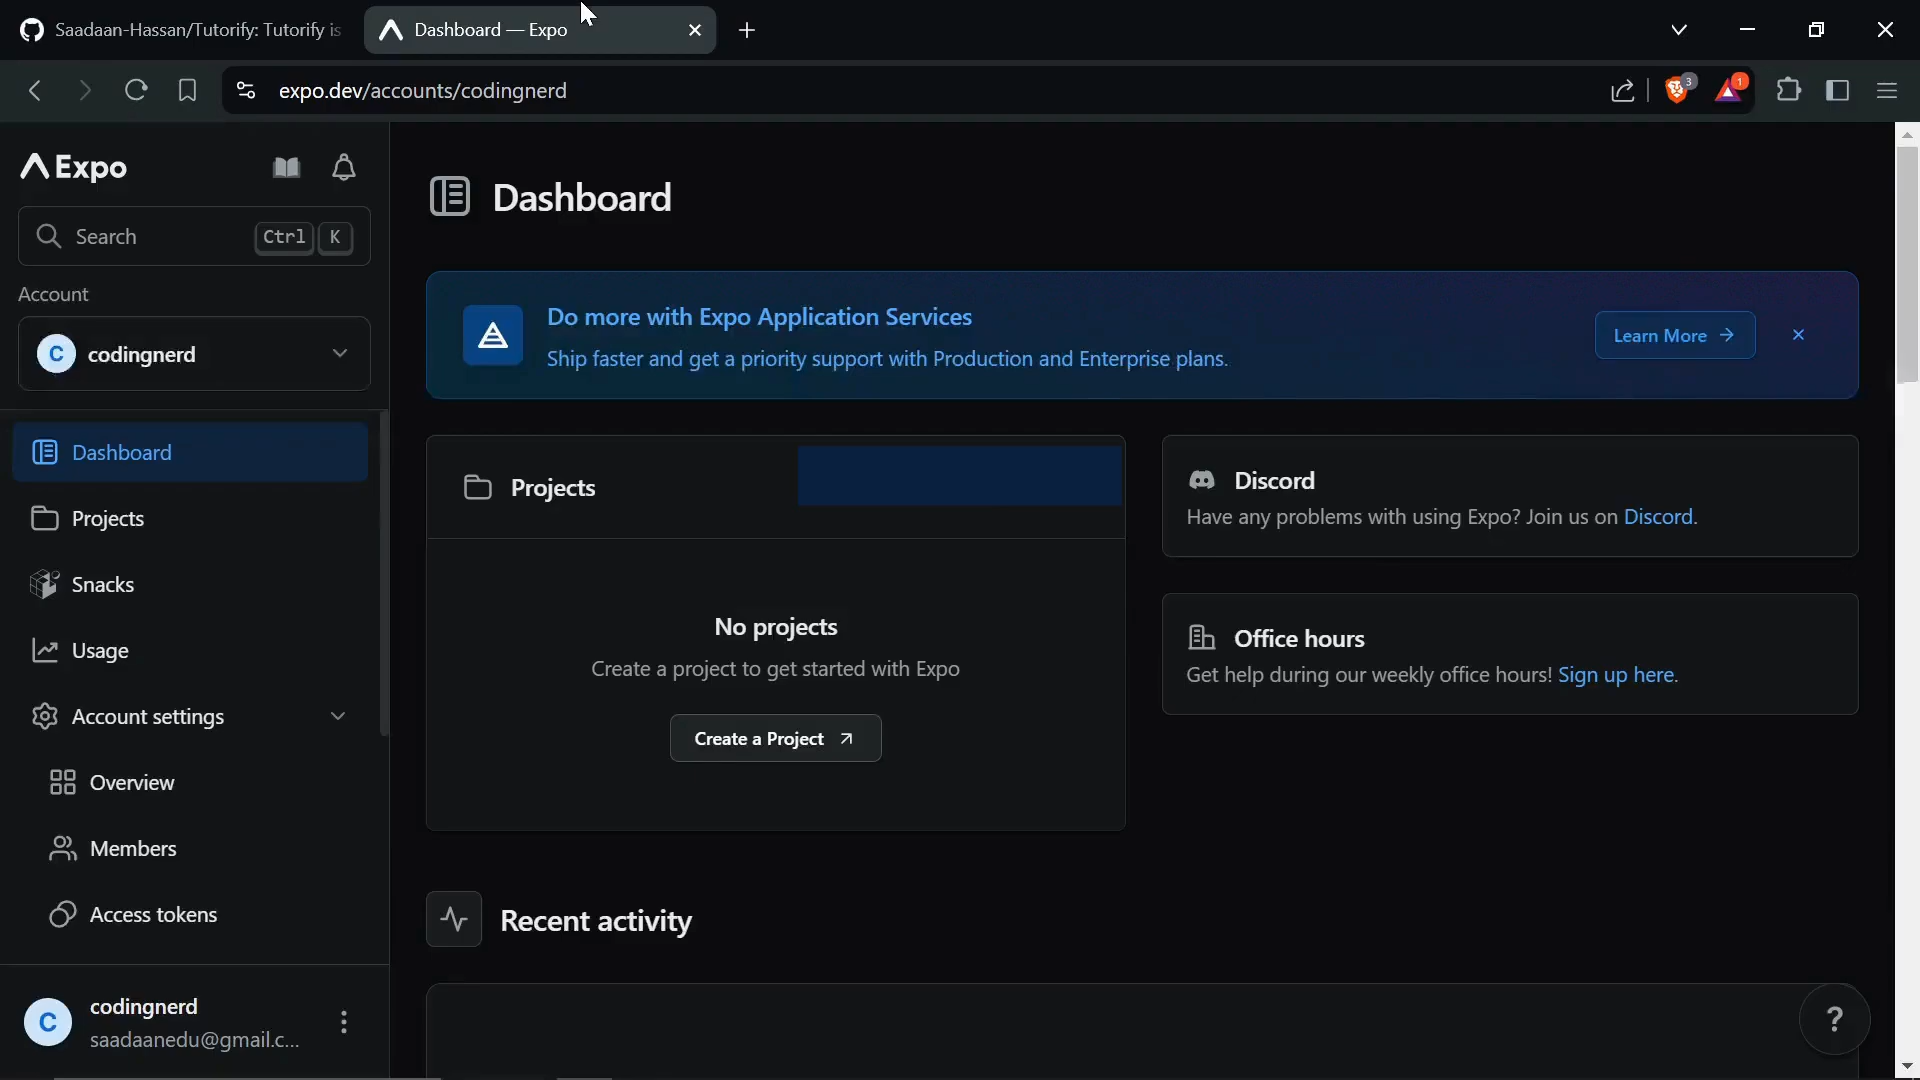 Saadaan-Hassan/Tutorify: Tutorify is
Dashboard — Expo
expo.dev/accounts/codingnerd
3
1
Expo
Search Ctrl K
Account
C codingnerd
Dashboard
Projects
Snacks
Usage
Account settings
Overview
Members
Access tokens
C codingnerd
saadaanedu@gmail.c...
Dashboard
Do more with Expo Application Services
Ship faster and get a priority support with Production and Enterprise plans.
Learn More
Projects
No projects
Create a project to get started with Expo
Create a Project
Discord
Have any problems with using Expo? Join us on Discord.
Office hours
Get help during our weekly office hours! Sign up here.
Recent activity
?